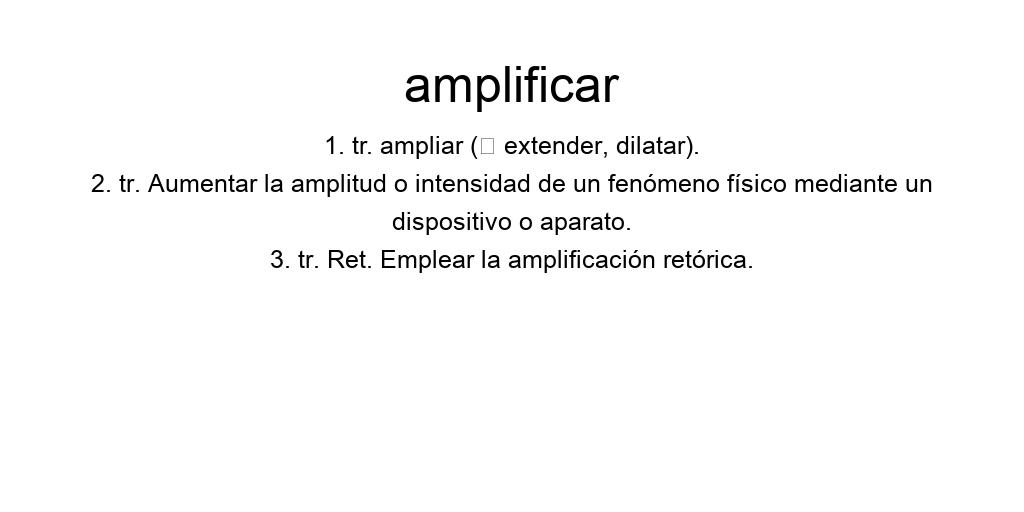 amplificar
1. tr. ampliar (□ extender, dilatar).
2. tr. Aumentar la amplitud o intensidad de un fenómeno físico mediante un
dispositivo o aparato.
3. tr. Ret. Emplear la amplificación retórica.